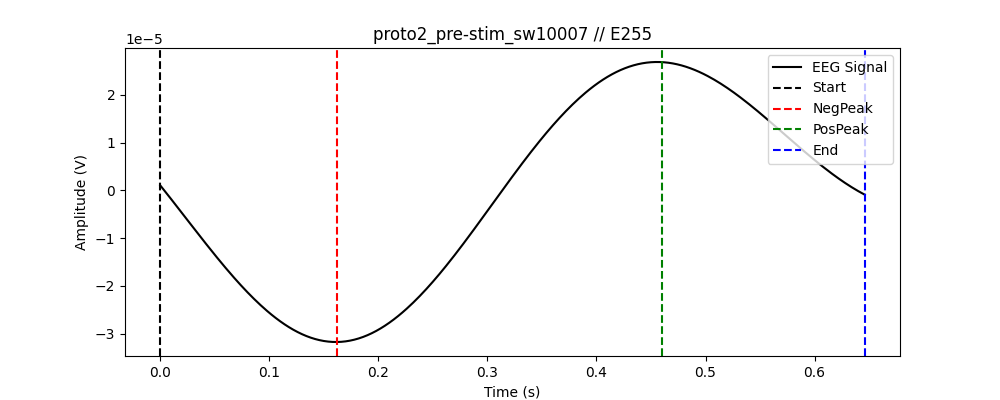 proto2_pre-stim_sw10007 // E255
1e−5
EEG Signal
Start
NegPeak
PosPeak
End
2
1
0
−1
−2
−3
Amplitude (V)
0.0 0.1 0.2 0.3 0.4 0.5 0.6
Time (s)